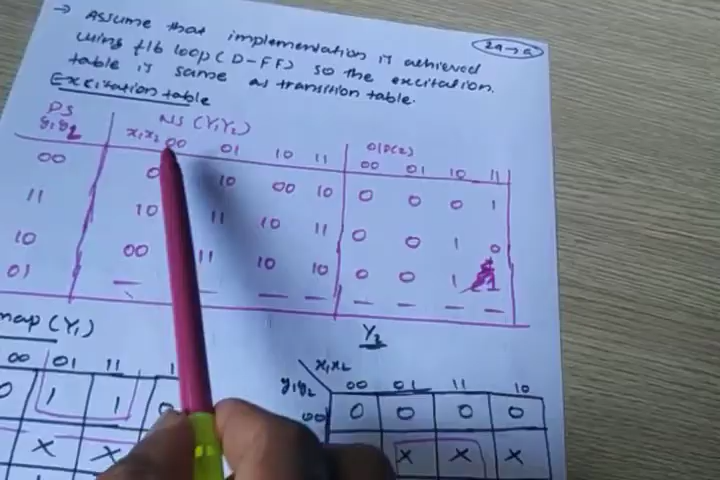 → Assume that implementation is achieved
using f/b loop (D-FF) so the excitation.
table is same as transition table.
Excitation table
PS NS (Y1Y2) O/P(Z)
y1y2 x1x2 00 01 10 11 00 01 10 11
00 0 10 00 10 0 0 0 1
11 10 11 10 11 0 0 1 0
10 00 11 10 10 0 0 1 1
01 — — — — — — — —
map (Y1) Y2
00 01 11 1 x1x2
y1y2 00 01 11 10
0 1 1 0 00 0 0 0 0
X X X X X